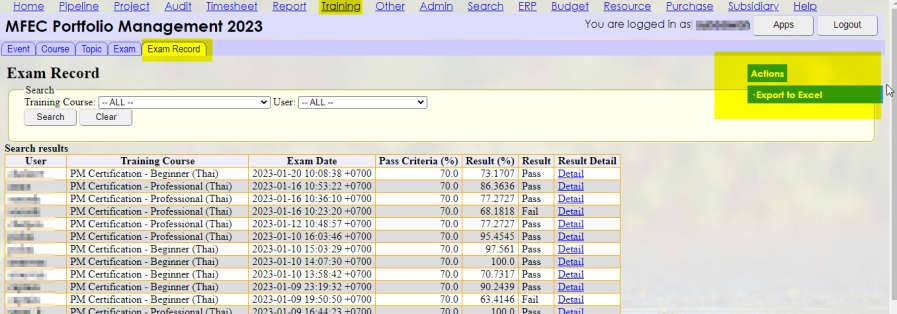 Home Pipeline Project Audit Timesheet Report Training Other Admin Search ERP Budget Resource Purchase Subsidiary Help
MFEC Portfolio Management 2023
You are logged in as Apps Logout
Event Course Topic Exam Exam Record
Actions
Exam Record
·Export to Excel
Search
Training Course: -- ALL -- User: -- ALL --
Search Clear
Search results
User Training Course Exam Date Pass Criteria (%) Result (%) Result Result Detail
PM Certification - Beginner (Thai) 2023-01-20 10:08:38 +0700 70.0 73.1707 Pass Detail
PM Certification - Professional (Thai) 2023-01-16 10:53:22 +0700 70.0 86.3636 Pass Detail
PM Certification - Professional (Thai) 2023-01-16 10:36:10 +0700 70.0 77.2727 Pass Detail
PM Certification - Professional (Thai) 2023-01-16 10:23:20 +0700 70.0 68.1818 Fail Detail
PM Certification - Professional (Thai) 2023-01-12 10:48:57 +0700 70.0 77.2727 Pass Detail
PM Certification - Professional (Thai) 2023-01-10 16:03:46 +0700 70.0 95.4545 Pass Detail
PM Certification - Beginner (Thai) 2023-01-10 15:03:29 +0700 70.0 97.561 Pass Detail
PM Certification - Beginner (Thai) 2023-01-10 14:07:30 +0700 70.0 100.0 Pass Detail
PM Certification - Beginner (Thai) 2023-01-10 13:58:42 +0700 70.0 70.7317 Pass Detail
PM Certification - Beginner (Thai) 2023-01-09 23:19:32 +0700 70.0 90.2439 Pass Detail
PM Certification - Beginner (Thai) 2023-01-09 19:50:50 +0700 70.0 63.4146 Fail Detail
PM Certification - Beginner (Thai) 2023-01-09 16:44:23 +0700 70.0 100.0 Pass Detail